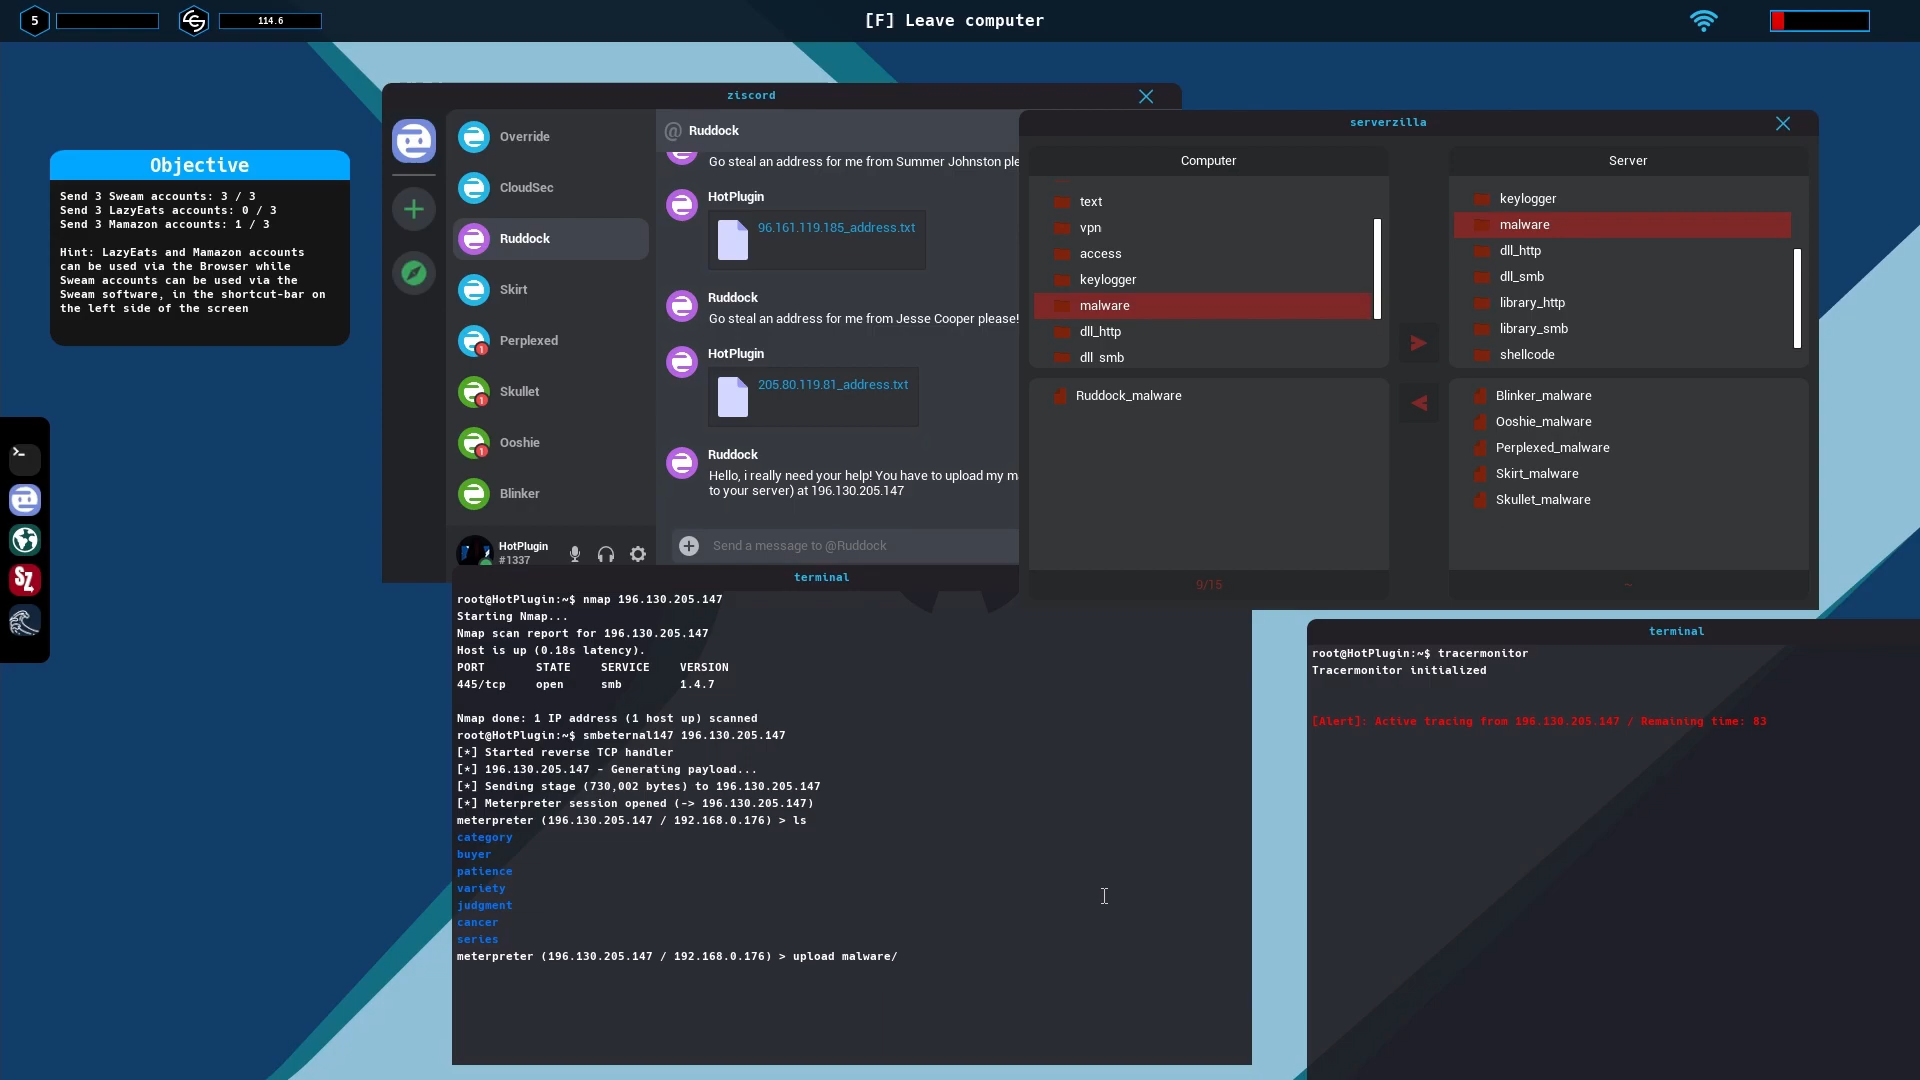 5
114.6
[F] Leave computer
Objective
Send 3 Sweam accounts: 3 / 3
Send 3 LazyEats accounts: 0 / 3
Send 3 Mamazon accounts: 1 / 3
Hint: LazyEats and Mamazon accounts
can be used via the Browser while
Sweam accounts can be used via the
Sweam software, in the shortcut-bar on
the left side of the screen
ziscord
Override
CloudSec
Ruddock
Skirt
Perplexed
1
Skullet
1
Ooshie
1
Blinker
HotPlugin
#1337
@ Ruddock
Go steal an address for me from Summer Johnston ple
HotPlugin
96.161.119.185_address.txt
Ruddock
Go steal an address for me from Jesse Cooper please!
HotPlugin
205.80.119.81_address.txt
Ruddock
Hello, i really need your help! You have to upload my m
to your server) at 196.130.205.147
Send a message to @Ruddock
serverzilla
Computer
text
vpn
access
keylogger
malware
dll_http
dll_smb
Ruddock_malware
9/15
Server
keylogger
malware
dll_http
dll_smb
library_http
library_smb
shellcode
Blinker_malware
Ooshie_malware
Perplexed_malware
Skirt_malware
Skullet_malware
~
SZ
terminal
root@HotPlugin:~$ nmap 196.130.205.147
Starting Nmap...
Nmap scan report for 196.130.205.147
Host is up (0.18s latency).
PORT STATE SERVICE VERSION
445/tcp open smb 1.4.7
Nmap done: 1 IP address (1 host up) scanned
root@HotPlugin:~$ smbeternal147 196.130.205.147
[*] Started reverse TCP handler
[*] 196.130.205.147 - Generating payload...
[*] Sending stage (730,002 bytes) to 196.130.205.147
[*] Meterpreter session opened (-> 196.130.205.147)
meterpreter (196.130.205.147 / 192.168.0.176) > ls
category
buyer
patience
variety
judgment
cancer
series
meterpreter (196.130.205.147 / 192.168.0.176) > upload malware/
terminal
root@HotPlugin:~$ tracermonitor
Tracermonitor initialized
[Alert]: Active tracing from 196.130.205.147 / Remaining time: 83